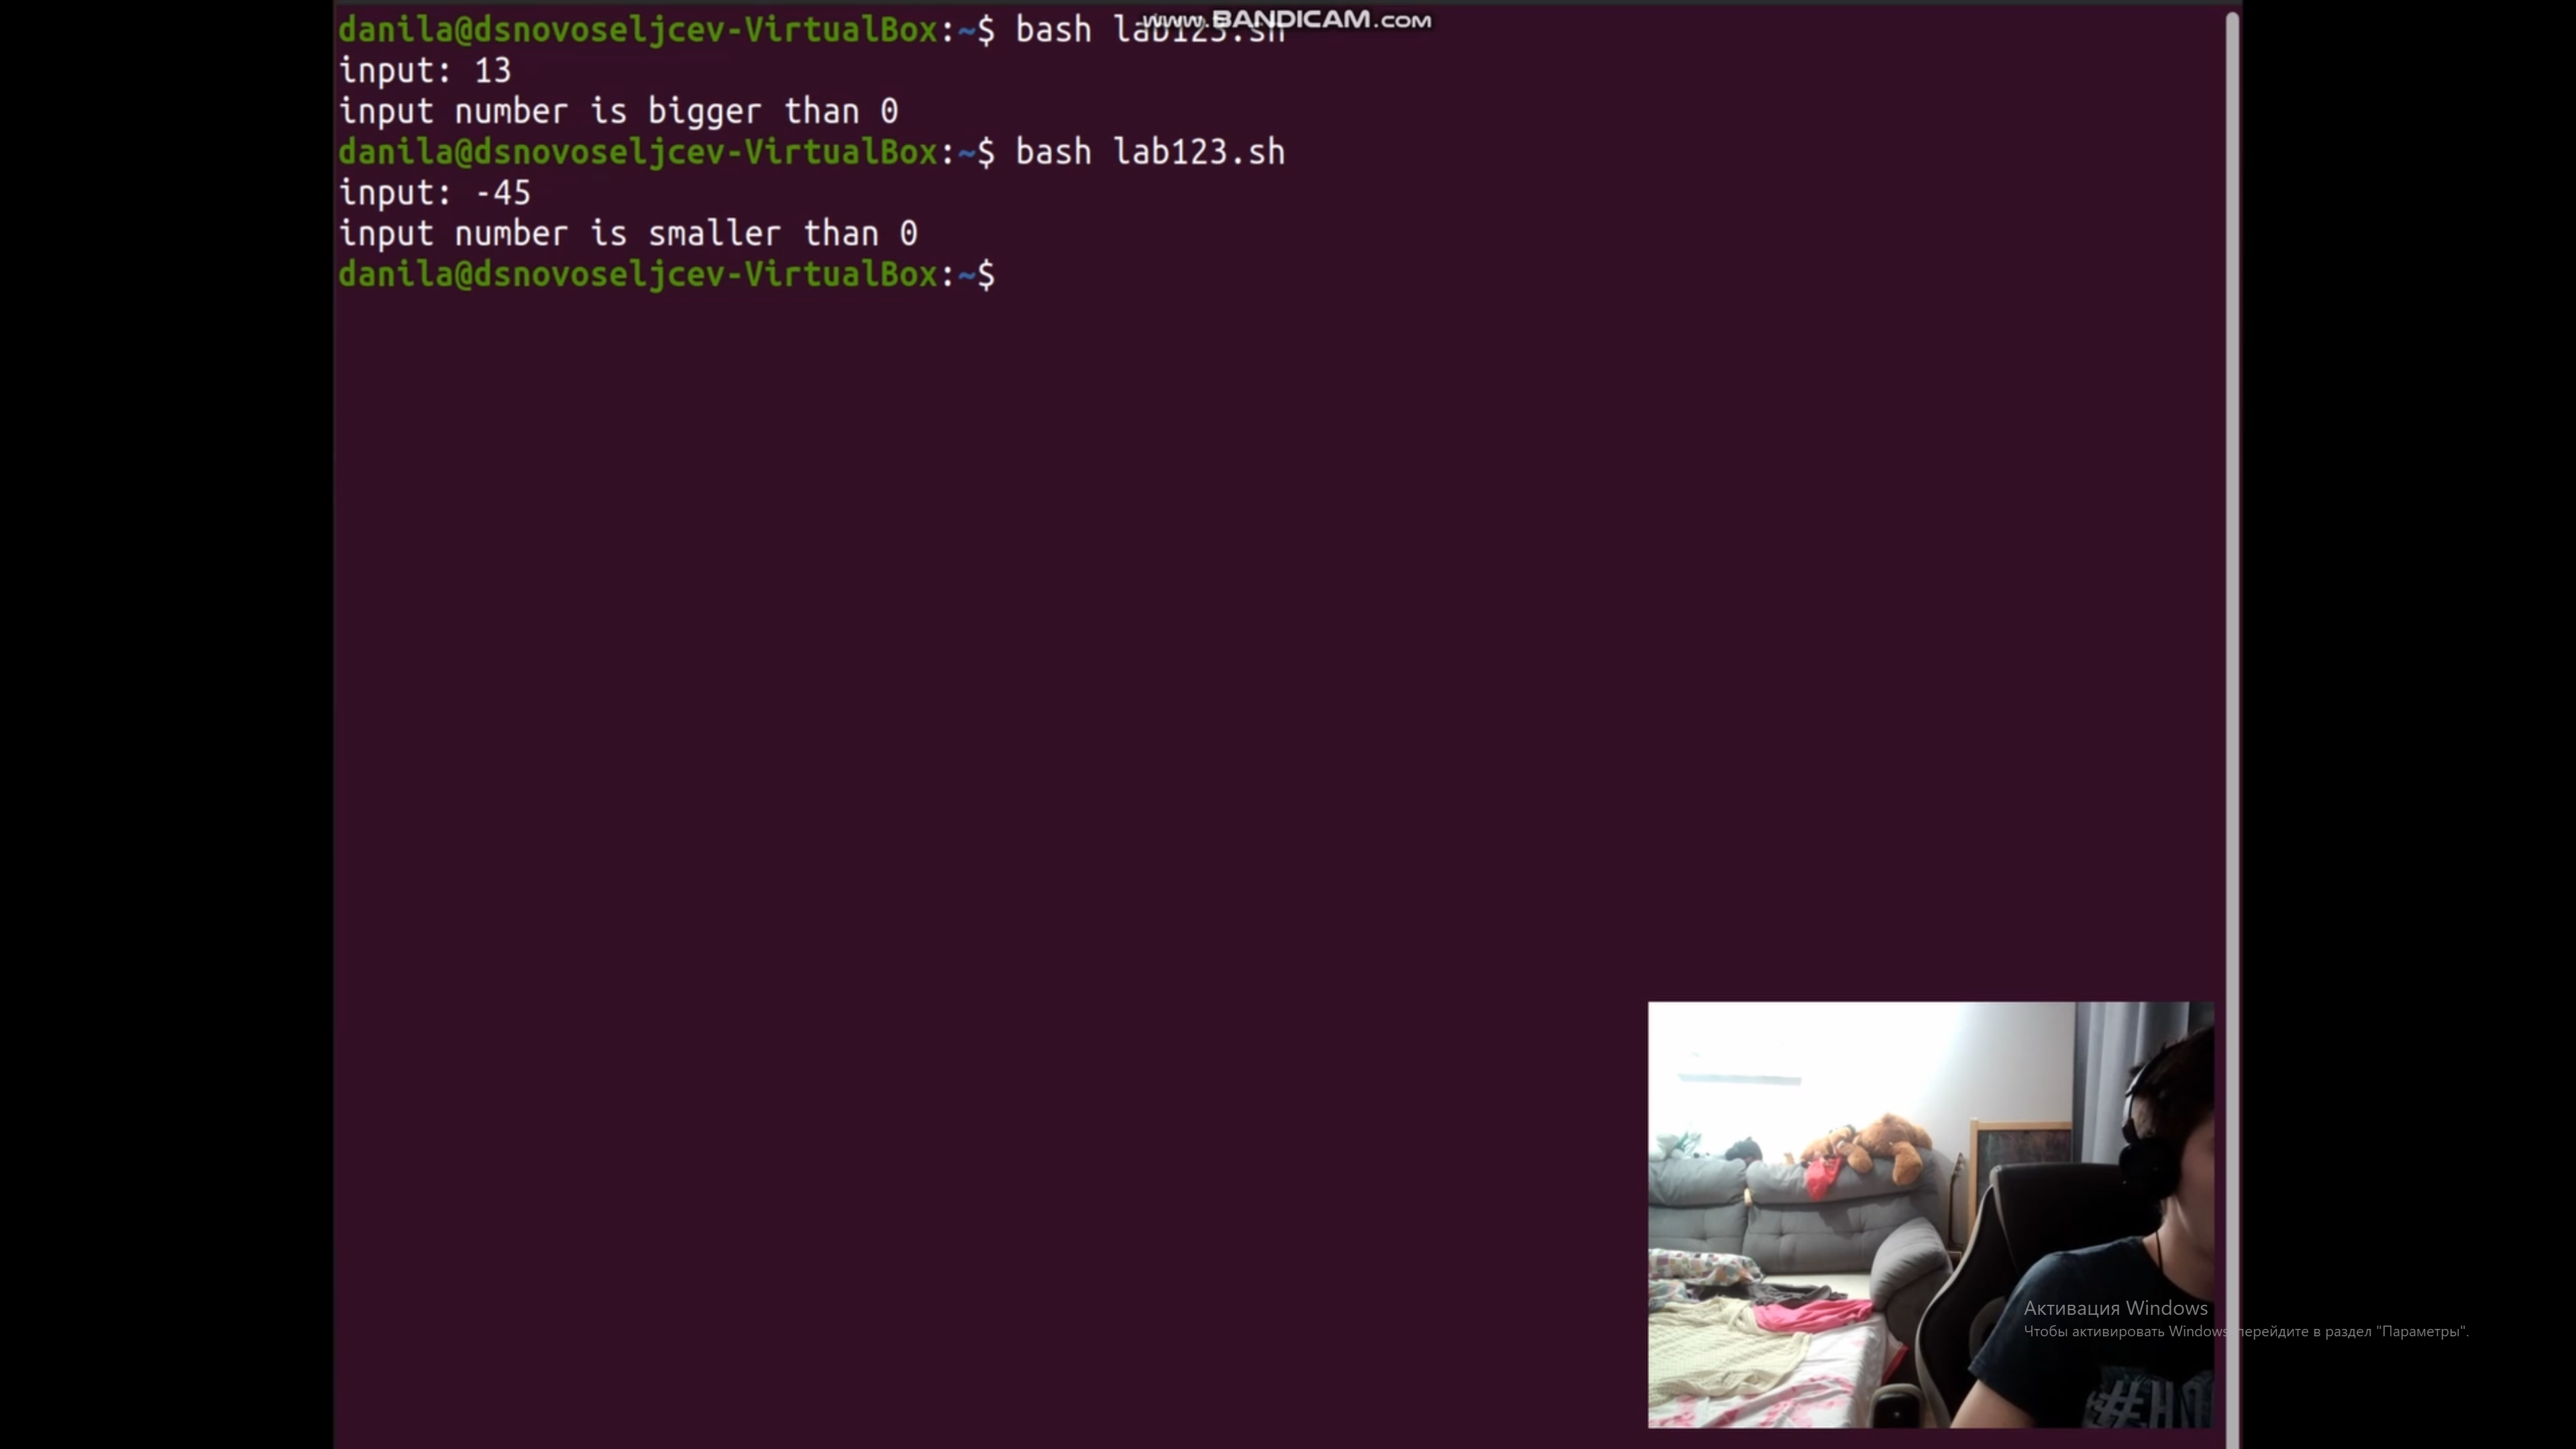 www.BANDICAM.COM
danila@dsnovoseljcev-VirtualBox:~$ bash lab123.sh
input: 13
input number is bigger than 0
danila@dsnovoseljcev-VirtualBox:~$ bash lab123.sh
input: -45
input number is smaller than 0
danila@dsnovoseljcev-VirtualBox:~$
Активация Windows
Чтобы активировать Windows, перейдите в раздел "Параметры".